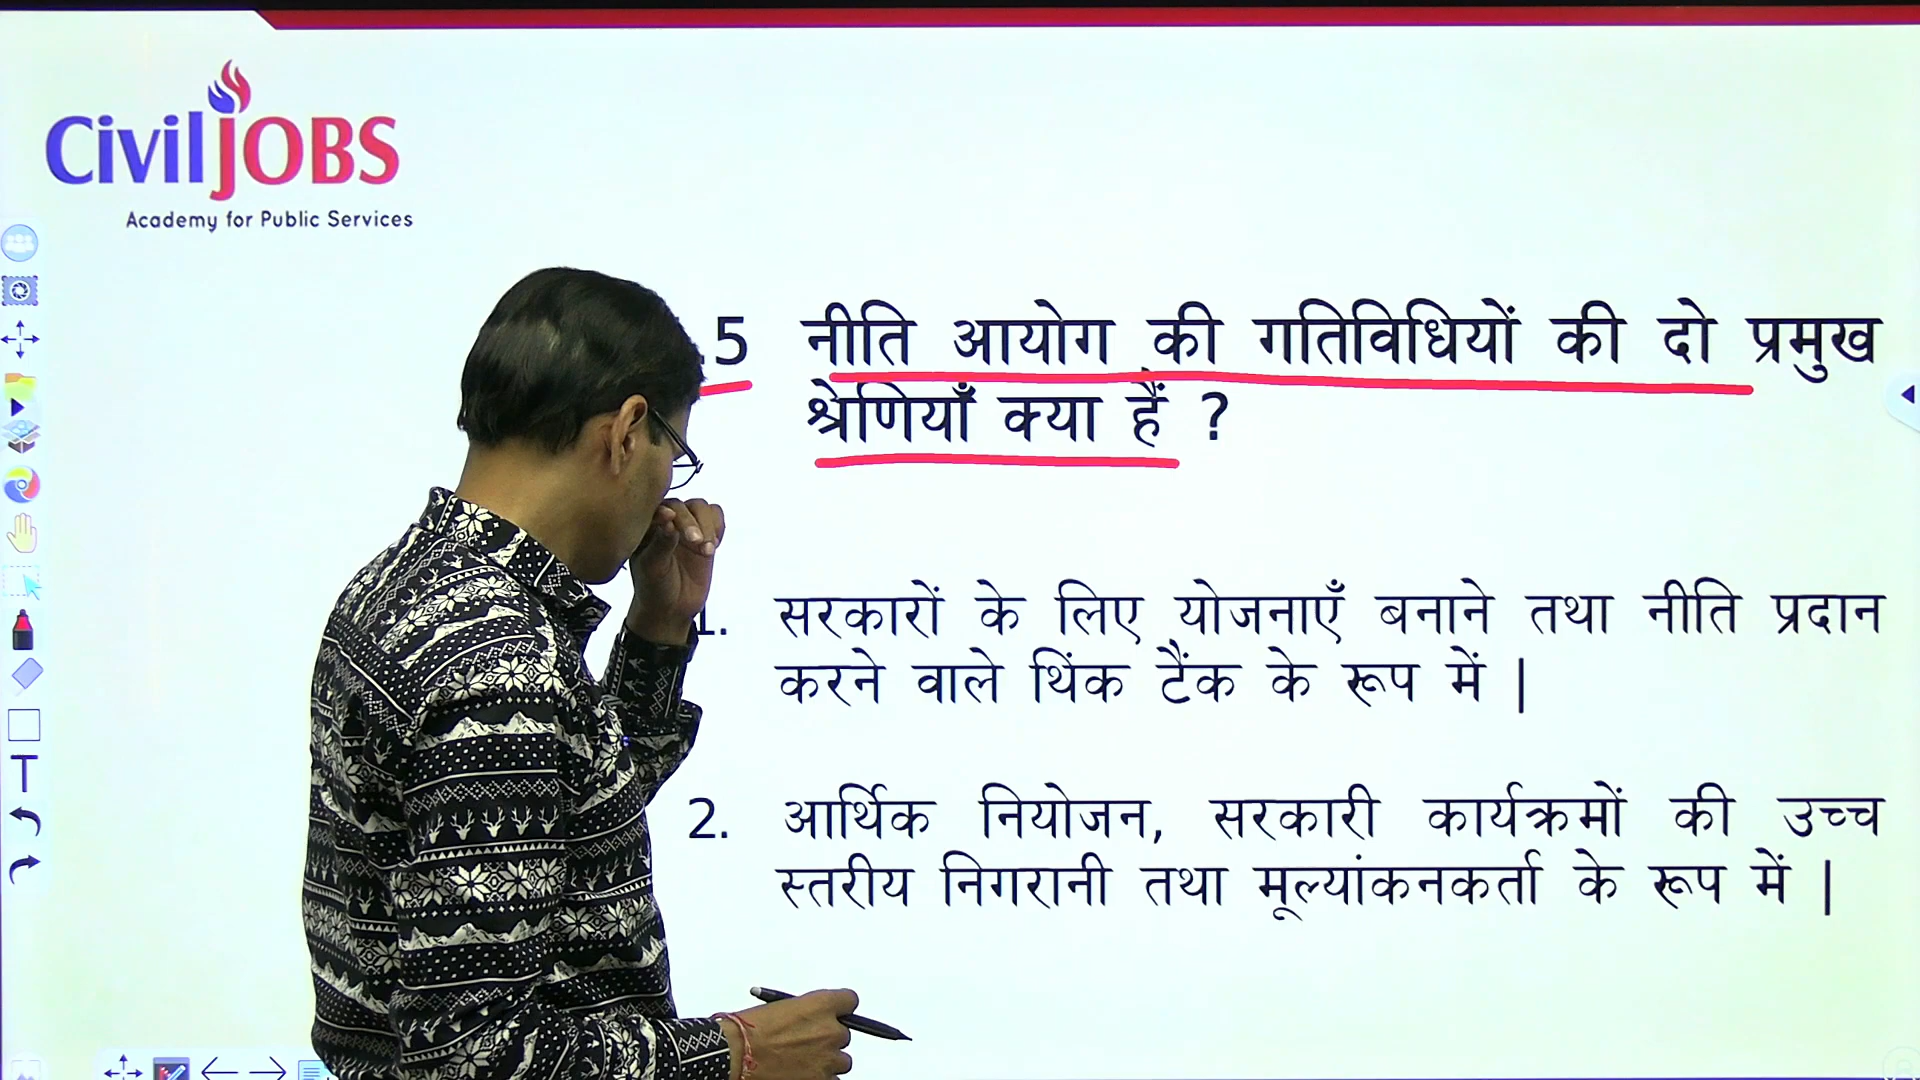 CivilJOBS
Academy for Public Services
.5 नीति आयोग की गतिविधियों की दो प्रमुख
श्रेणियाँ क्या हैं ?
1. सरकारों के लिए योजनाएँ बनाने तथा नीति प्रदान
करने वाले थिंक टैंक के रूप में |
2. आर्थिक नियोजन, सरकारी कार्यक्रमों की उच्च
स्तरीय निगरानी तथा मूल्यांकनकर्ता के रूप में |